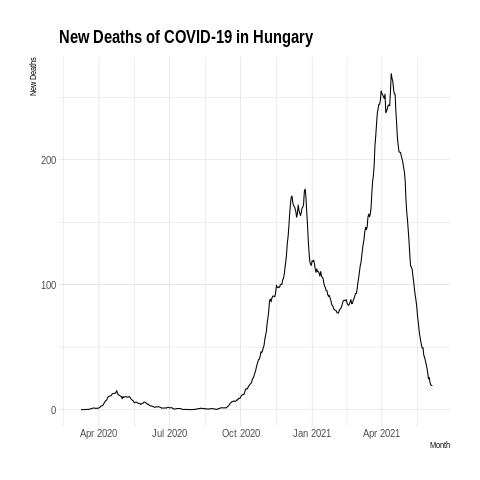 New Deaths of COVID-19 in Hungary
New Deaths
200
100
0
Apr 2020 Jul 2020 Oct 2020 Jan 2021 Apr 2021
Month